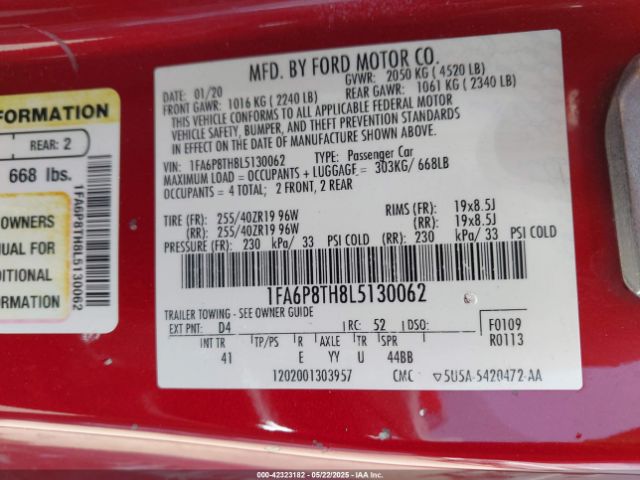 FORMATION
REAR: 2
668 lbs.
OWNERS
NUAL FOR
DITIONAL
FORMATION
1FA6P8TH8L5130062
MFD. BY FORD MOTOR CO.
DATE: 01/20 GVWR: 2050 KG ( 4520 LB)
FRONT GAWR: 1016 KG ( 2240 LB) REAR GAWR: 1061 KG ( 2340 LB)
THIS VEHICLE CONFORMS TO ALL APPLICABLE FEDERAL MOTOR
VEHICLE SAFETY, BUMPER, AND THEFT PREVENTION STANDARDS
IN EFFECT ON THE DATE OF MANUFACTURE SHOWN ABOVE.
VIN: 1FA6P8TH8L5130062 TYPE: Passenger Car
MAXIMUM LOAD = OCCUPANTS + LUGGAGE = 303KG/ 668LB
OCCUPANTS = 4 TOTAL; 2 FRONT, 2 REAR
TIRE (FR): 255/40ZR19 96W RIMS (FR): 19x8.5J
(RR): 255/40ZR19 96W (RR): 19x8.5J
PRESSURE (FR): 230 kPa/ 33 PSI COLD (RR): 230 kPa/ 33 PSI COLD
1FA6P8TH8L5130062
TRAILER TOWING - SEE OWNER GUIDE
EXT PNT: D4 RC: 52 DSO: F0109
INT TR TP/PS R AXLE TR SPR R0113
41 E YY U 44BB
1202001303957 CMC ▽5USA-5420472-AA
000-42323182 - 05/22/2025 - IAAI.COM